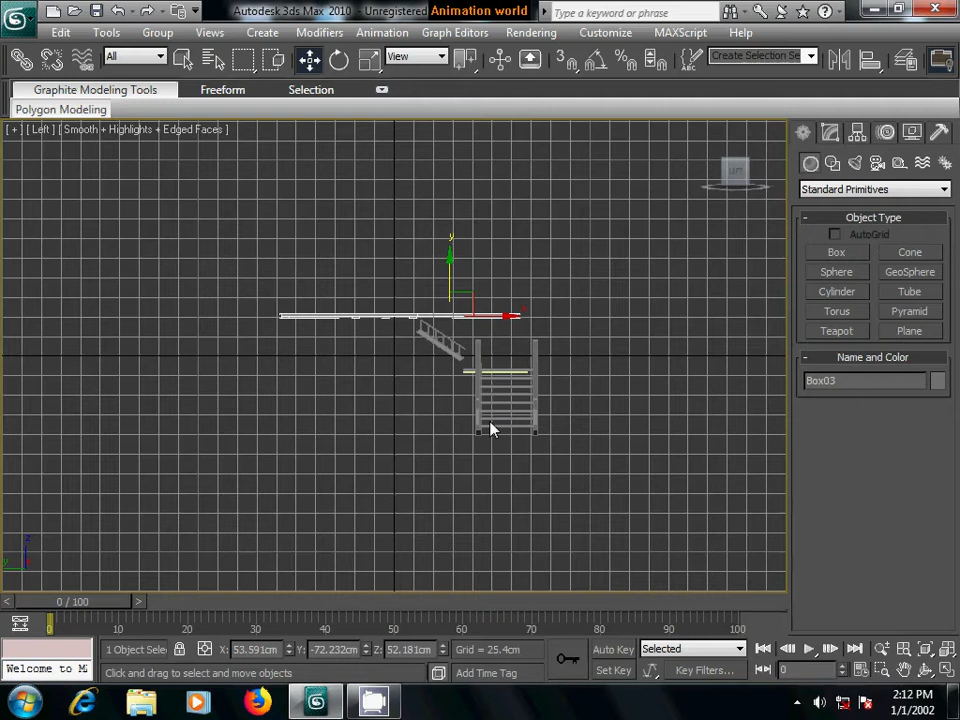 Autodesk 3ds Max 2010 - Unregistered
Animation world
Type a keyword or phrase
Edit Tools Group Views Create Modifiers Animation Graph Editors Rendering Customize MAXScript Help
All
View
Create Selection Se
Graphite Modeling Tools Freeform Selection
Polygon Modeling
[ + ] [ Left ] [ Smooth + Highlights + Edged Faces ]
Standard Primitives
Object Type
AutoGrid
Box Cone
Sphere GeoSphere
Cylinder Tube
Torus Pyramid
Teapot Plane
Name and Color
Box03
y
z
y
< 0 / 100 >
0 10 20 30 40 50 60 70 80 90 100
1 Object Selec X: 53.591cm Y: -72.232cm Z: 52.181cm Grid = 25.4cm Auto Key Selected
Welcome to M Click and drag to select and move objects Add Time Tag Set Key Key Filters... 0
2:12 PM
1/1/2002